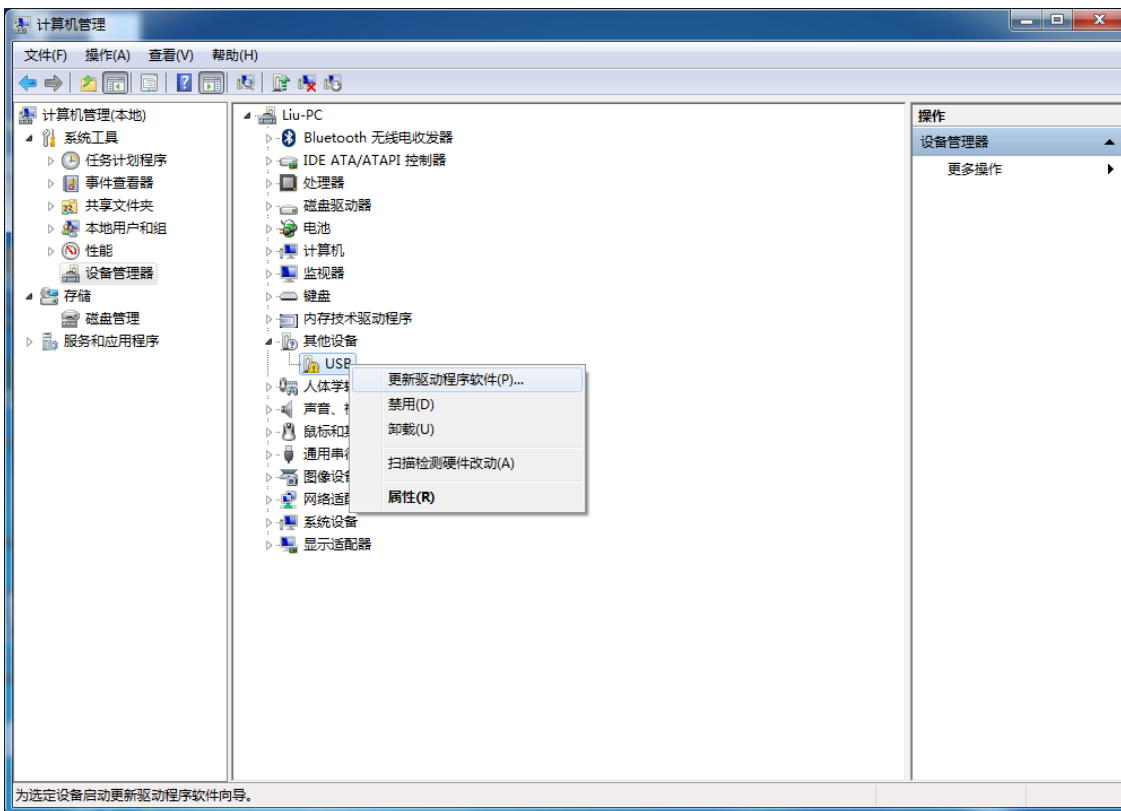 计算机管理
文件(F) 操作(A) 查看(V) 帮助(H)
计算机管理(本地)
系统工具
任务计划程序
事件查看器
共享文件夹
本地用户和组
性能
设备管理器
存储
磁盘管理
服务和应用程序
Liu-PC
Bluetooth 无线电收发器
IDE ATA/ATAPI 控制器
处理器
磁盘驱动器
电池
计算机
监视器
键盘
内存技术驱动程序
其他设备
USB
人体学
声音、
鼠标和
通用串
图像设
网络适
系统设备
显示适配器
更新驱动程序软件(P)...
禁用(D)
卸载(U)
扫描检测硬件改动(A)
属性(R)
操作
设备管理器
更多操作
为选定设备启动更新驱动程序软件向导。